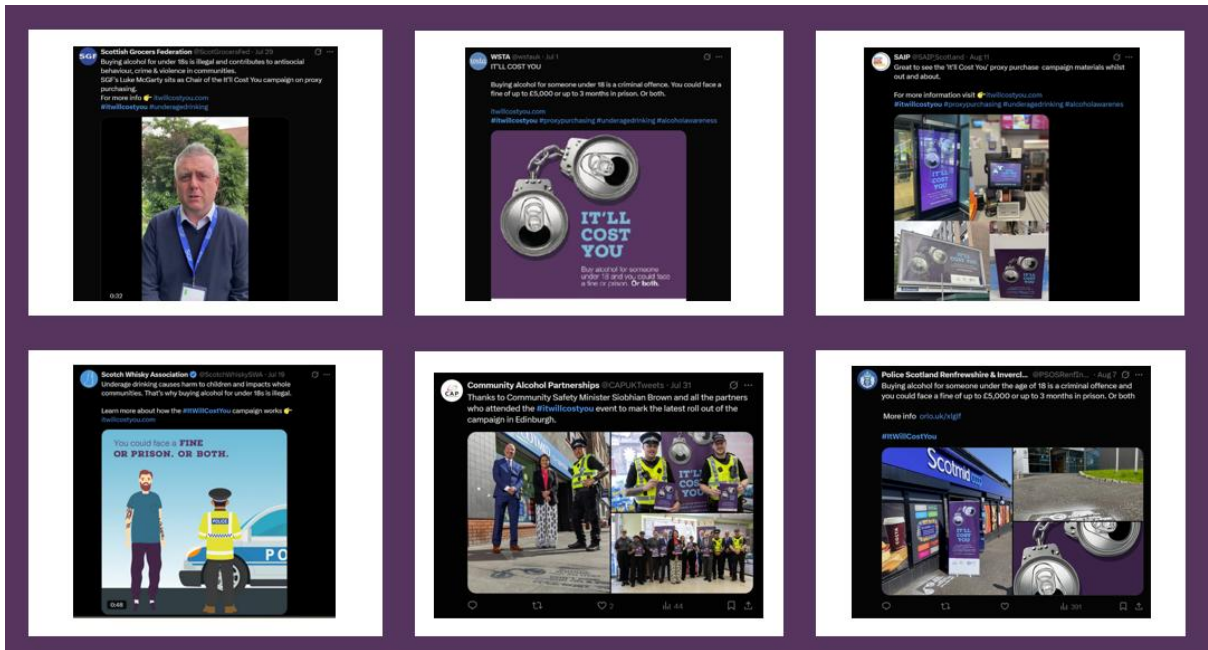 SGF
Scottish Grocers Federation @ScotGrocersFed · Jul 29
Buying alcohol for under 18s is illegal and contributes to antisocial
behaviour, crime & violence in communities.
SGF's Luke McGarty sits as Chair of the It'll Cost You campaign on proxy
purchasing.
For more info 👉 itwillcostyou.com
#itwillcostyou #underagedrinking
0:32
WSTA @wstauk · Jul 1
IT'LL COST YOU
Buying alcohol for someone under 18 is a criminal offence. You could face a
fine of up to £5,000 or up to 3 months in prison. Or both.
itwillcostyou.com
#itwillcostyou #proxypurchasing #underagedrinking #alcoholawareness
IT'LL
COST
YOU
Buy alcohol for someone
under 18 and you could face
a fine or prison. Or both.
SAIP @SAIP_Scotland · Aug 11
Great to see the 'It'll Cost You' proxy purchase campaign materials whilst
out and about.
For more information visit 👉itwillcostyou.com
#itwillcostyou #proxypurchasing #underagedrinking #alcoholawarenes
IT'LL
COST
YOU
Scotch Whisky Association @ScotchWhiskySWA · Jul 19
Underage drinking causes harm to children and impacts whole
communities. That's why buying alcohol for under 18s is illegal.
Learn more about how the #ItWillCostYou campaign works 👉
itwillcostyou.com
You could face a FINE
OR PRISON. OR BOTH.
POLICE
PO
0:48
CAP
Community Alcohol Partnerships @CAPUKTweets · Jul 31
Thanks to Community Safety Minister Siobhian Brown and all the partners
who attended the #itwillcostyou event to mark the latest roll out of the
campaign in Edinburgh.
IT'LL
COS
YOU
2
44
Police Scotland Renfrewshire & Invercl... @PSOSRenfIn... · Aug 7
Buying alcohol for someone under the age of 18 is a criminal offence and
you could face a fine of up to £5,000 or up to 3 months in prison. Or both
More info orlo.uk/xlgIf
#ItWillCostYou
Scotmid
IT'LL
COST
YOU
391